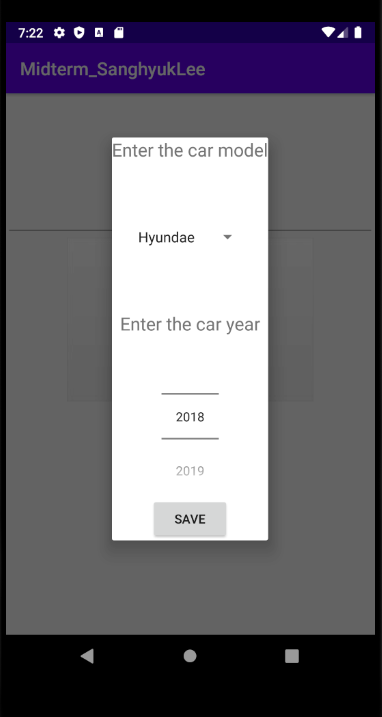 7:22
Midterm_SanghyukLee
Enter the car model
Hyundae
Enter the car year
2018
2019
SAVE